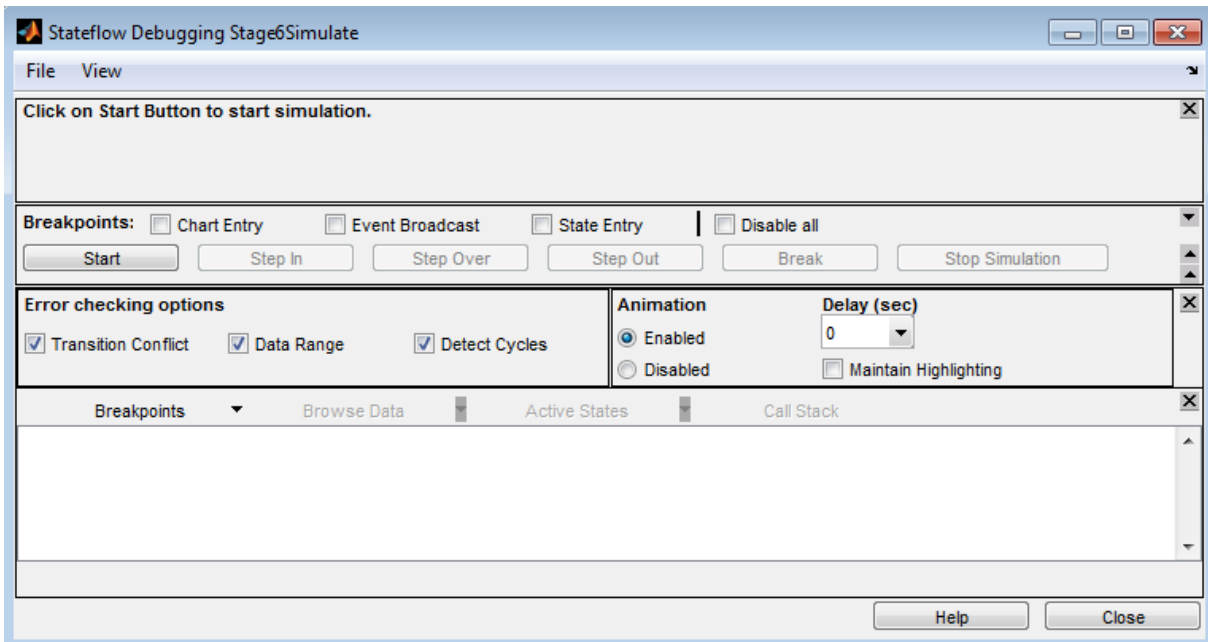 Stateflow Debugging Stage6Simulate
File View
Click on Start Button to start simulation.
Breakpoints: Chart Entry Event Broadcast State Entry Disable all
Start Step In Step Over Step Out Break Stop Simulation
Error checking options
Transition Conflict Data Range Detect Cycles
Animation Delay (sec)
Enabled 0
Disabled Maintain Highlighting
Breakpoints Browse Data Active States Call Stack
Help Close